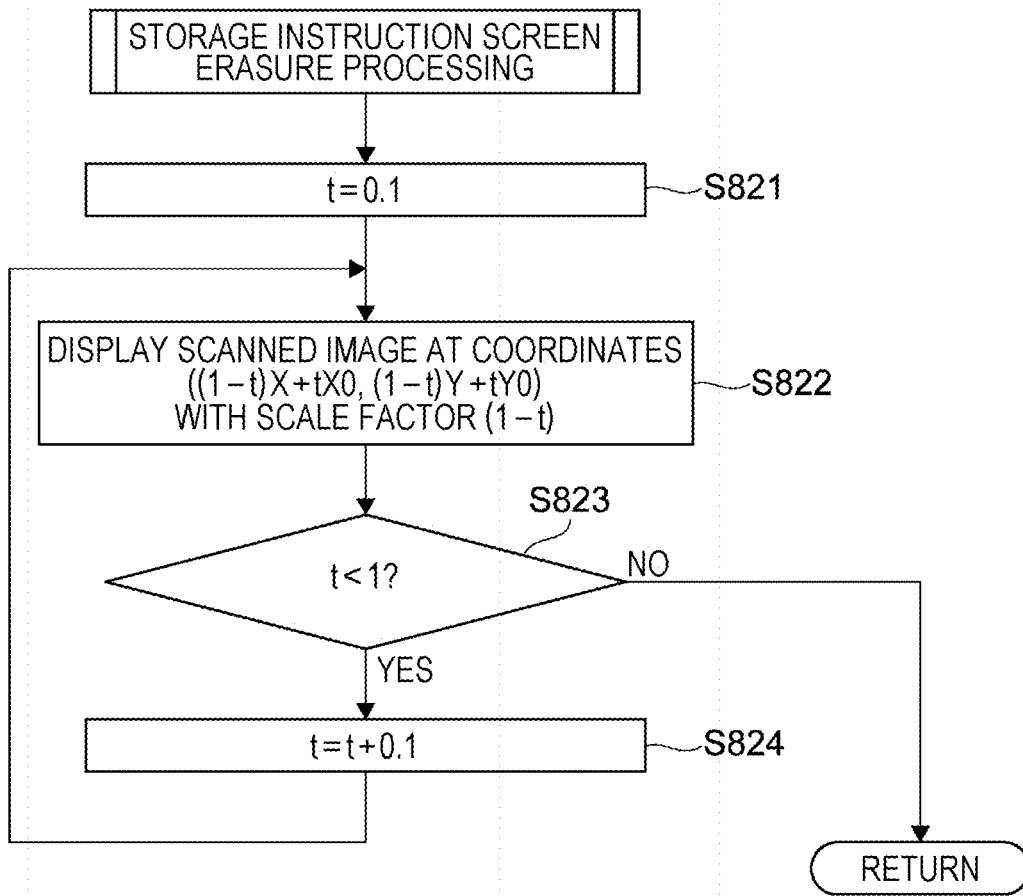 STORAGE INSTRUCTION SCREEN
ERASURE PROCESSING
t=0.1
S821
DISPLAY SCANNED IMAGE AT COORDINATES
((1−t)X+tX0, (1−t)Y+tY0)
WITH SCALE FACTOR (1−t)
S822
S823
t<1?
NO
YES
t=t+0.1
S824
RETURN